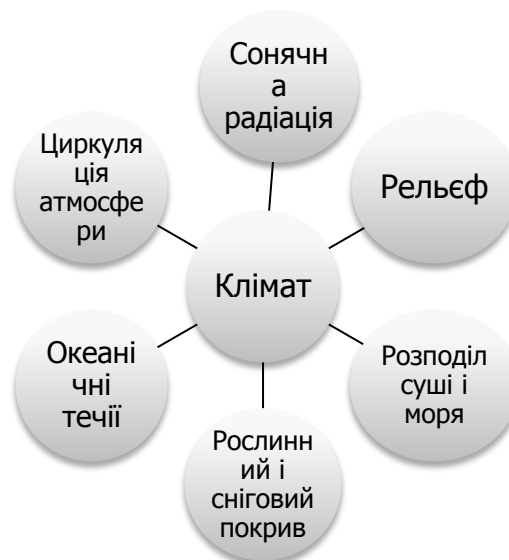 Сонячн
а
радіація
Циркуля
ція
атмосфе
ри
Рельєф
Клімат
Океані
чні
течії
Розподіл
суші і
моря
Рослинн
ий і
сніговий
покрив